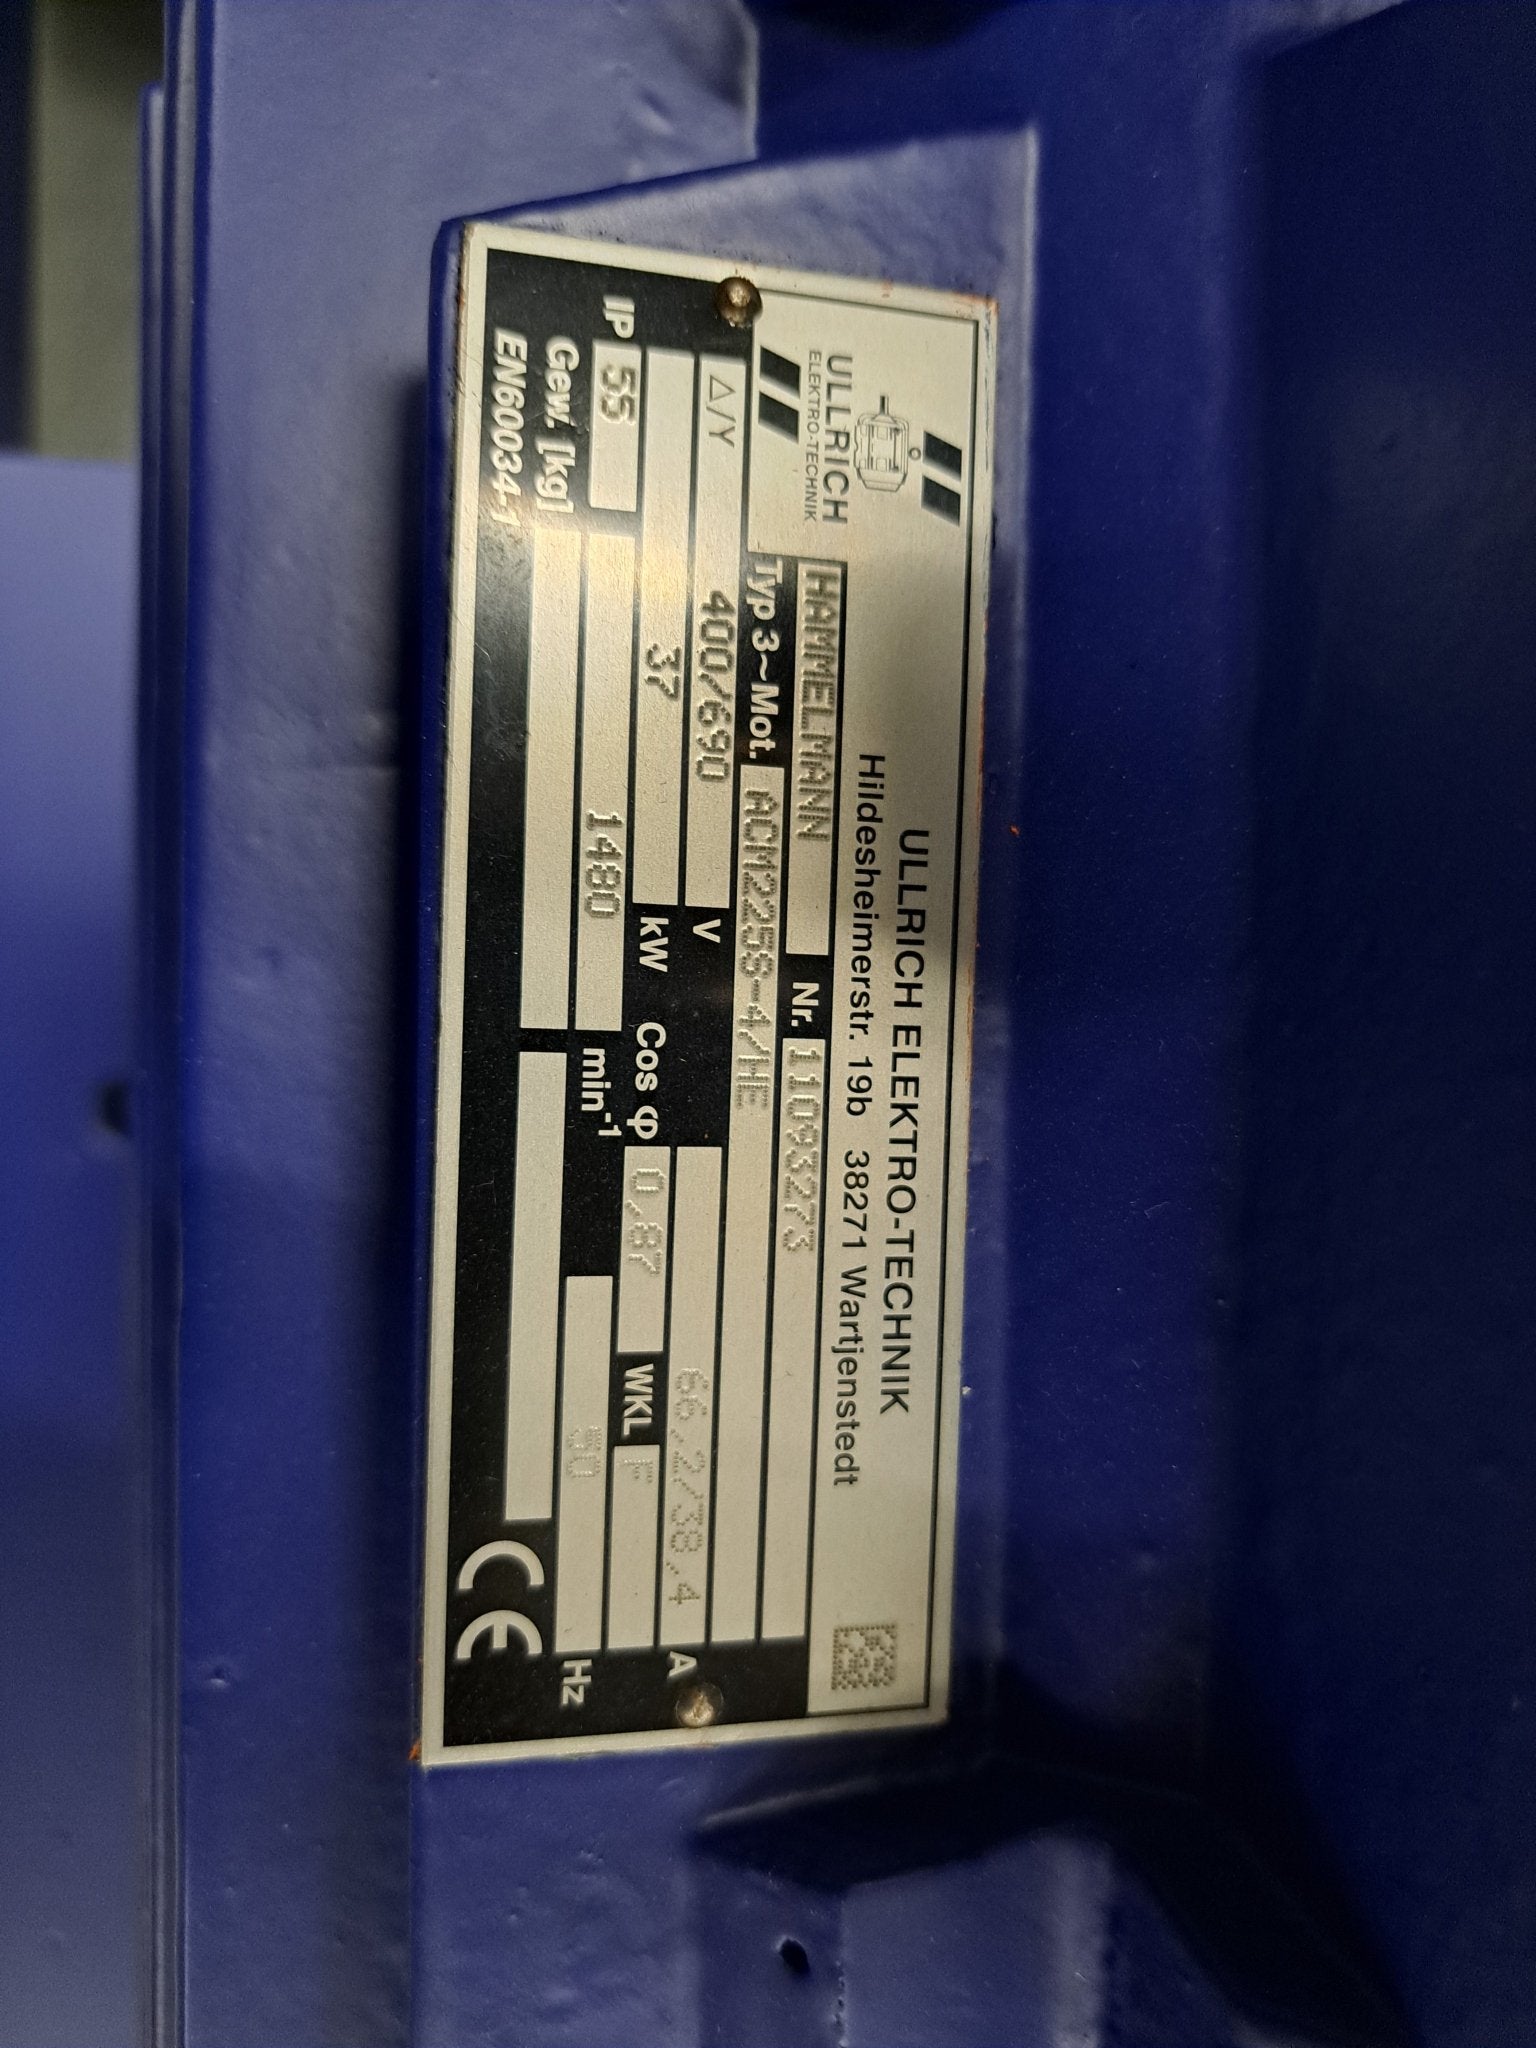 ULLRICH ELEKTRO-TECHNIK
Hildesheimerstr. 19b 38271 Wartjenstedt
ULLRICH
ELEKTRO-TECHNIK
HAMMELMANN Nr. 11093273
Typ 3~Mot. ACM225S-4/HE
△/Y 400/690 V 66,2/38,4 A
37 kW Cos φ 0,87 WKL F
IP 55 1480 min⁻¹ 50 Hz
Gew. [kg]
EN60034-1 CE